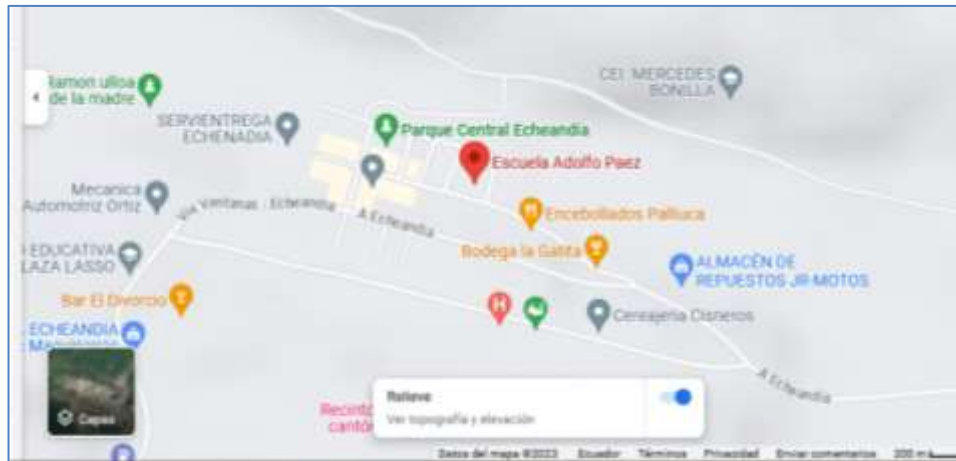 Ramon ulloa
de la madre
SERVIENTREGA
ECHENADIA
Parque Central Echeandia
CEI. MERCEDES
BONILLA
Escuela Adolfo Paez
Mecanica
Automotriz Ortiz
Via Ventanas - Echeandia
A Echeandia
Encebollados
EDUCATIVA
LAZA LASSO
Bodega la Gatita
ALMACÉN DE
REPUESTOS JR-MOTOS
Bar El Divorcio
H
Cerrajeria Cisneros
ECHEANDIA
A Echeandia
Relieve
Ver topografía y elevación
Capas
Recinto
cantón
Datos del mapa ©2023 Ecuador Términos Privacidad Enviar comentarios 200 m